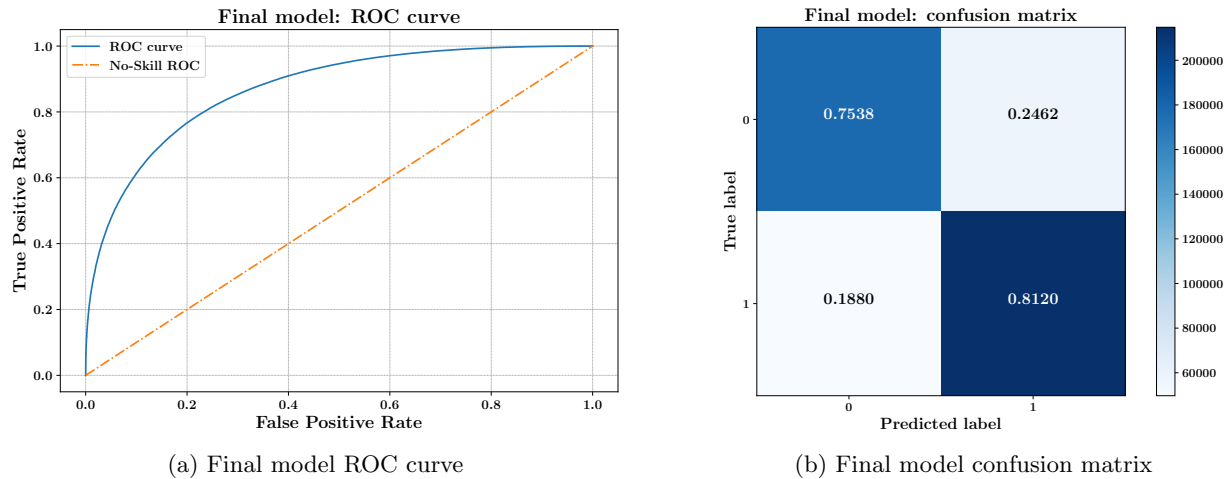 Final model: ROC curve
1.0
0.8
0.6
0.4
0.2
0.0
True Positive Rate
ROC curve
No-Skill ROC
0.0 0.2 0.4 0.6 0.8 1.0
False Positive Rate
(a) Final model ROC curve
Final model: confusion matrix
True label
0
1
0.7538 0.2462
0.1880 0.8120
0 1
Predicted label
200000
180000
160000
140000
120000
100000
80000
60000
(b) Final model confusion matrix